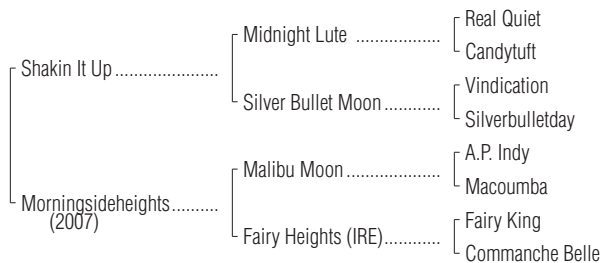 Real Quiet
Midnight Lute ..................
Candytuft
Shakin It Up ......................
Vindication
Silver Bullet Moon ............
Silverbulletday
A.P. Indy
Malibu Moon ....................
Macoumba
Morningsideheights..........
(2007)
Fairy King
Fairy Heights (IRE)............
Commanche Belle